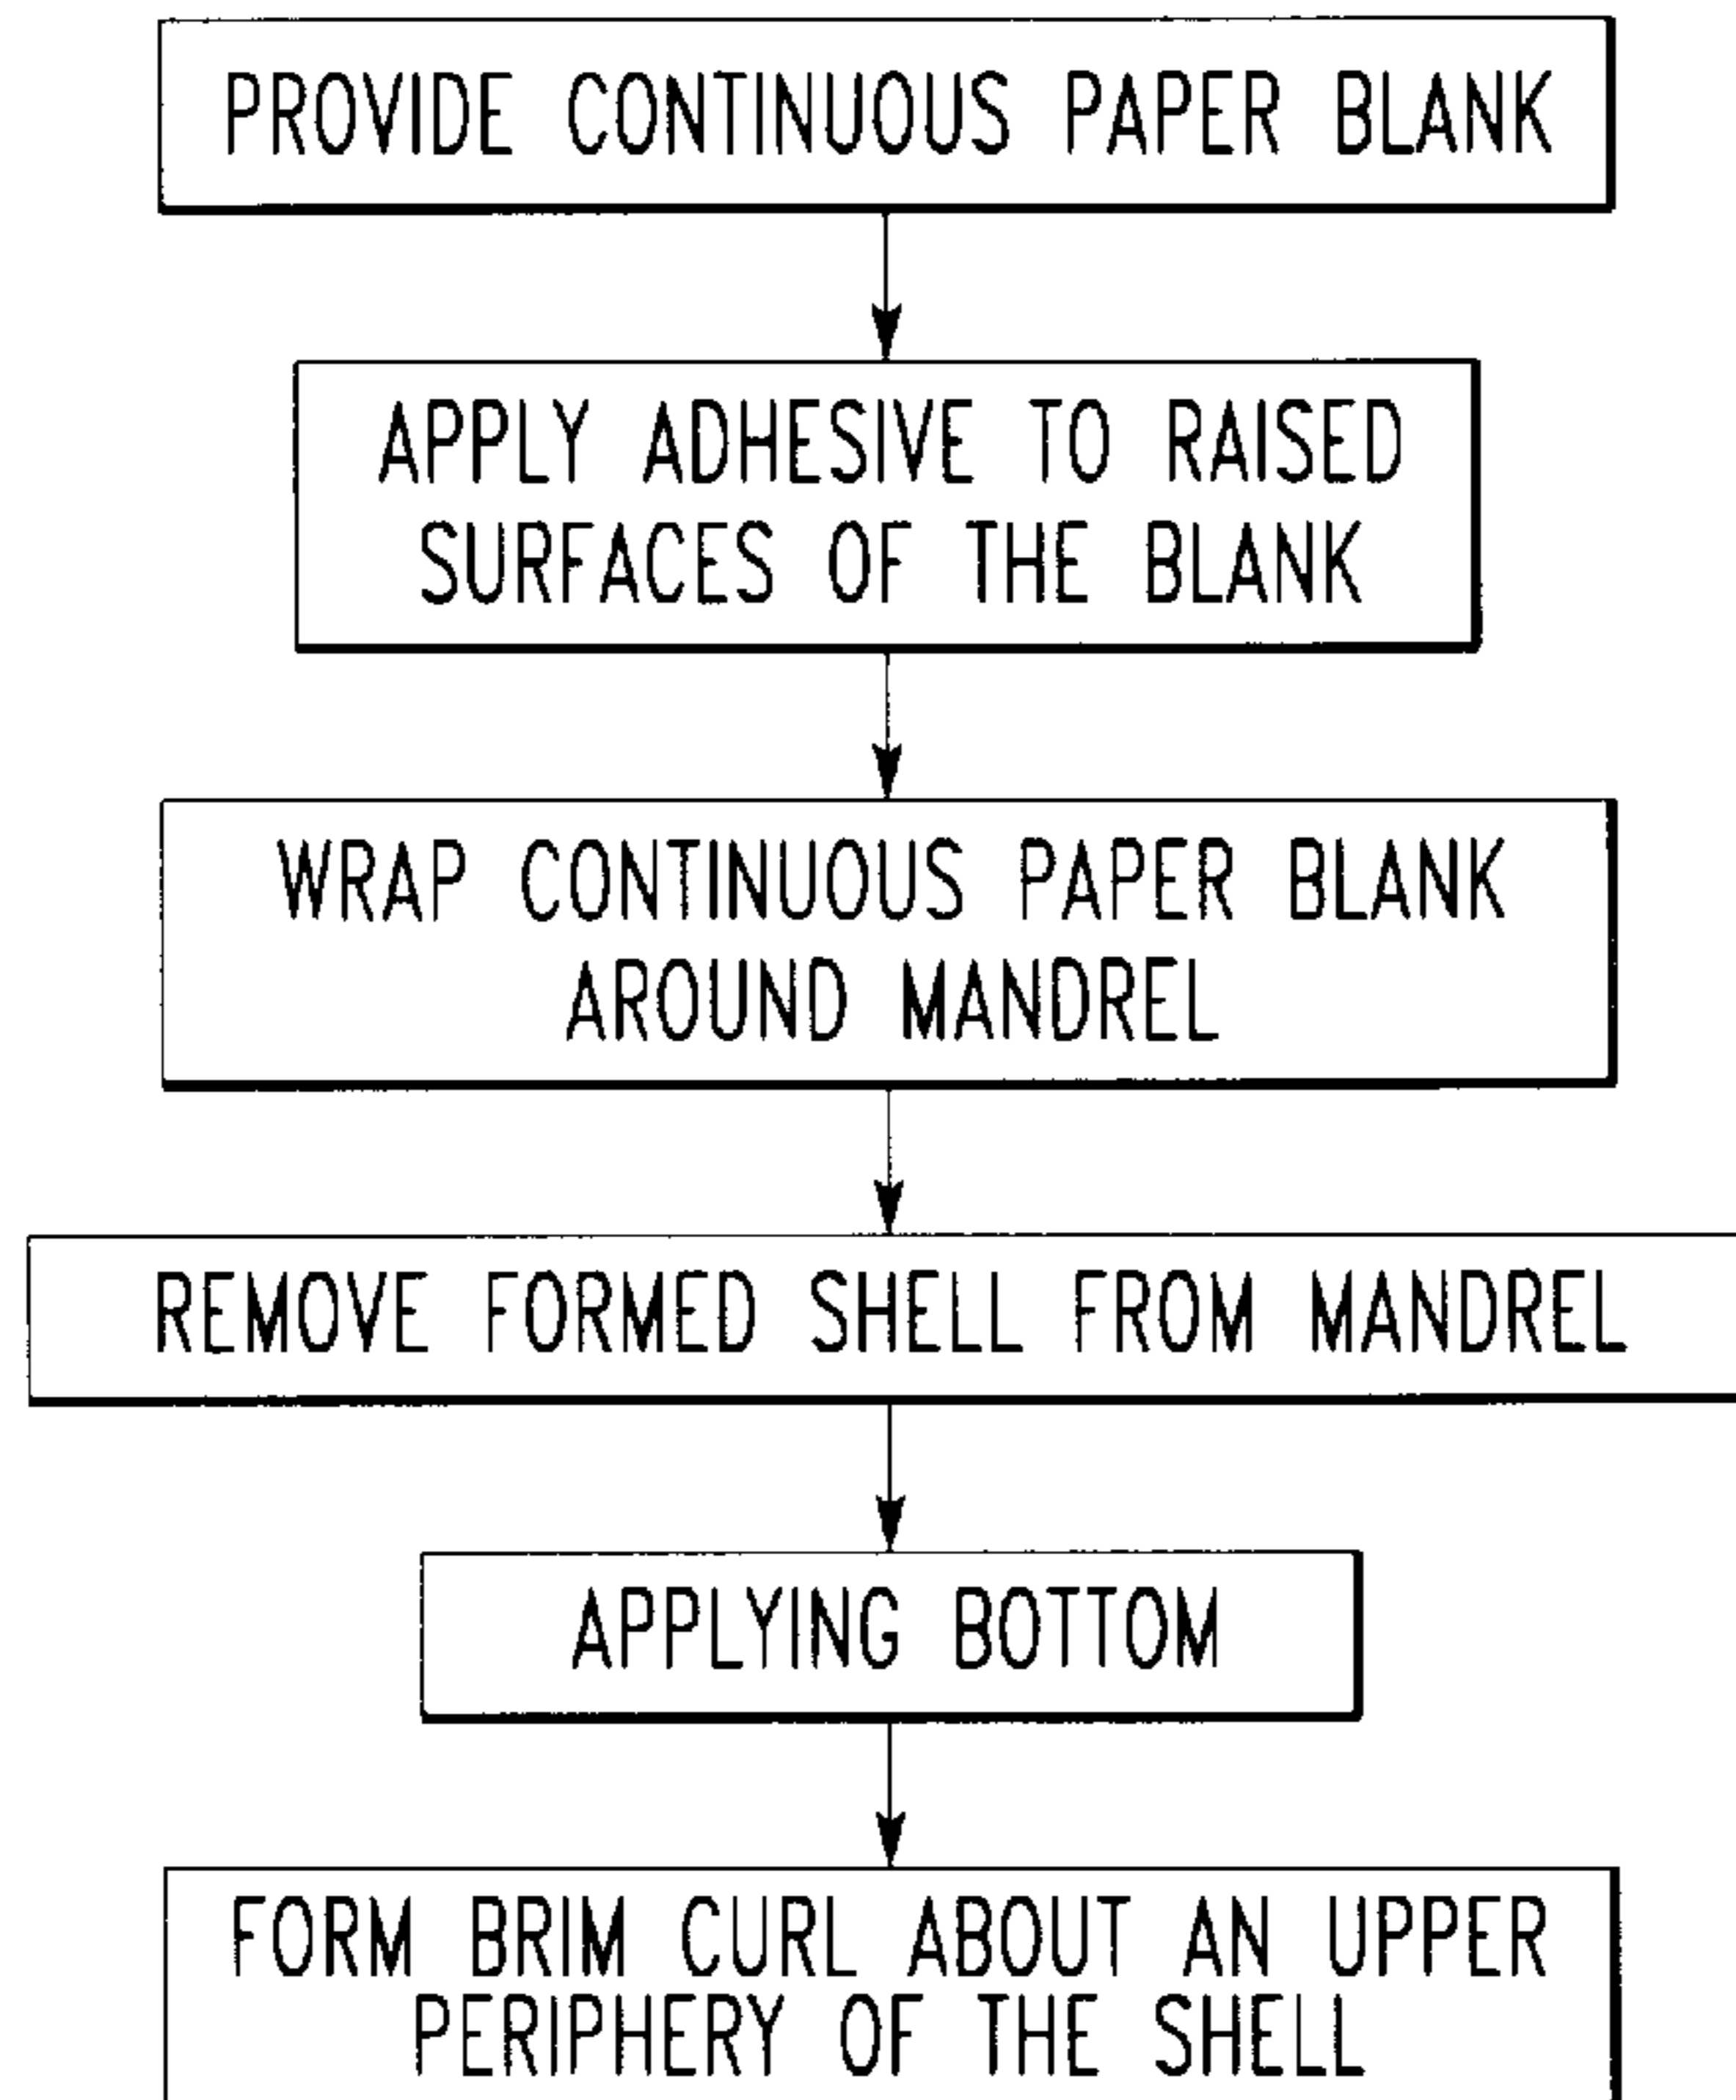 PROVIDE CONTINUOUS PAPER BLANK
APPLY ADHESIVE TO RAISED
SURFACES OF THE BLANK
WRAP CONTINUOUS PAPER BLANK
AROUND MANDREL
REMOVE FORMED SHELL FROM MANDREL
APPLYING BOTTOM
FORM BRIM CURL ABOUT AN UPPER
PERIPHERY OF THE SHELL